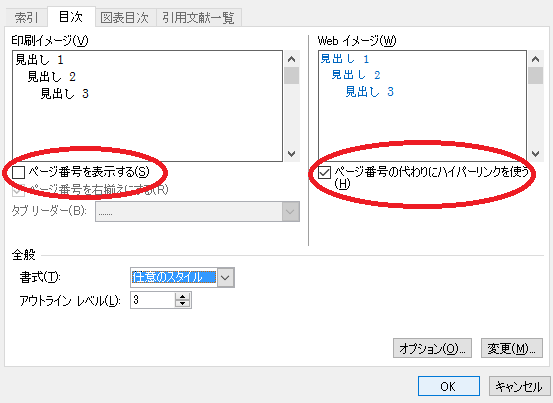 索引 目次 図表目次 引用文献一覧
印刷イメージ(V) Web イメージ(W)
見出し 1 見出し 1
見出し 2 見出し 2
見出し 3 見出し 3
ページ番号を表示する(S) ページ番号の代わりにハイパーリンクを使う
(H)
ページ番号を右揃えにする(R)
タブ リーダー(B): ......
全般
書式(T): 任意のスタイル
アウトライン レベル(L): 3
オプション(O)... 変更(M)...
OK キャンセル